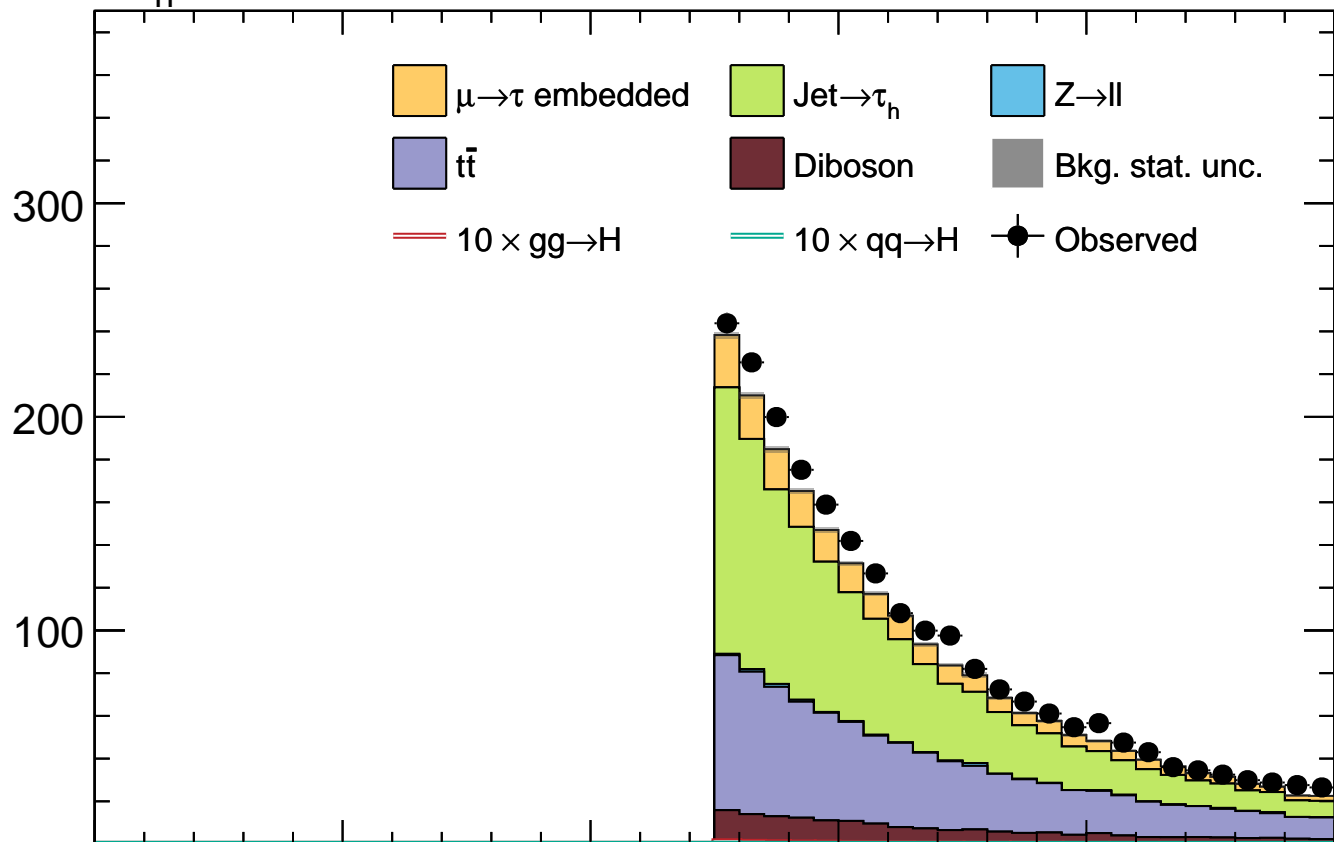 H
μ→τ embedded Jet→τh Z→ll
tt̄ Diboson Bkg. stat. unc.
300
10 × gg→H 10 × qq→H Observed
200
100